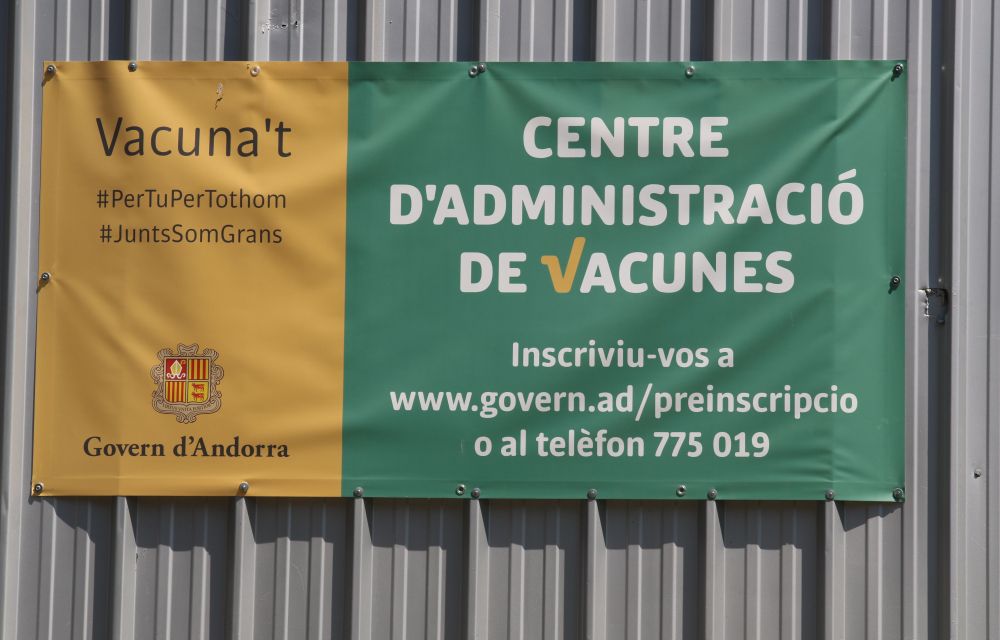 Vacuna't
#PerTuPerTothom
#JuntsSomGrans
Govern d'Andorra
CENTRE
D'ADMINISTRACIÓ
DE VACUNES
Inscriviu-vos a
www.govern.ad/preinscripcio
o al telèfon 775 019